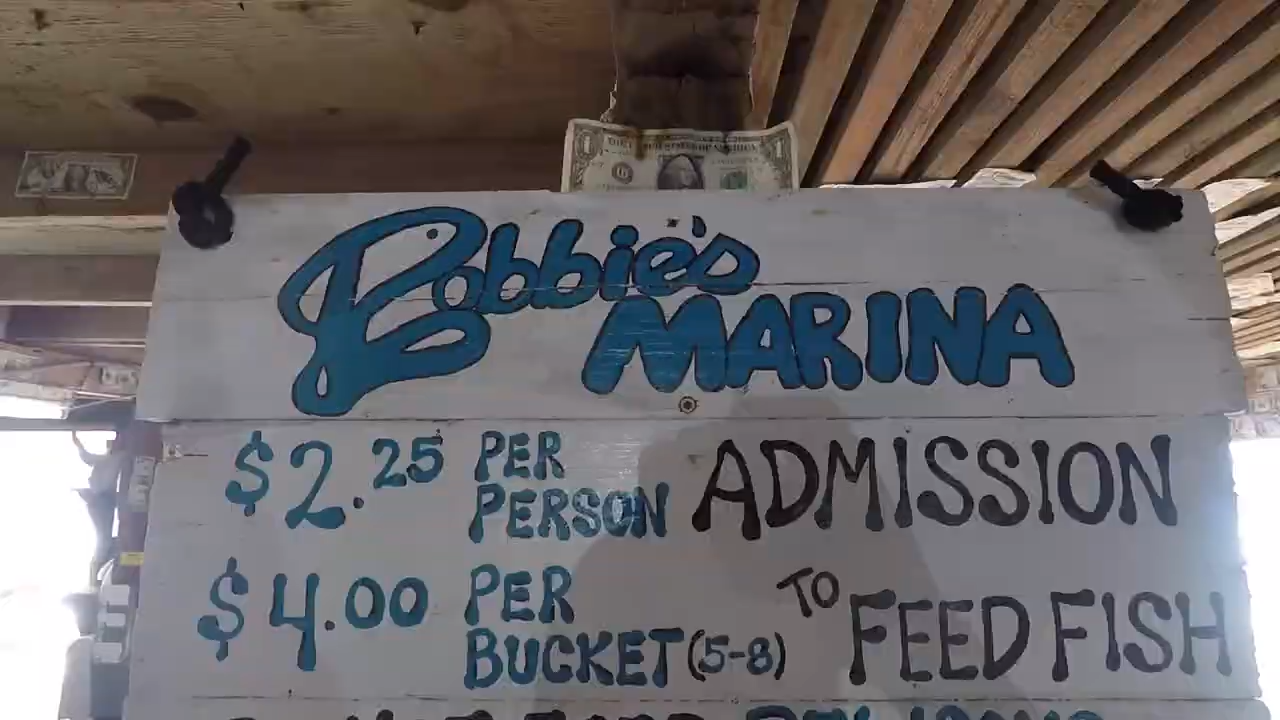 Robbie's
MARINA
$2.25 PER PERSON ADMISSION
$4.00 PER BUCKET (5-8) TO FEED FISH